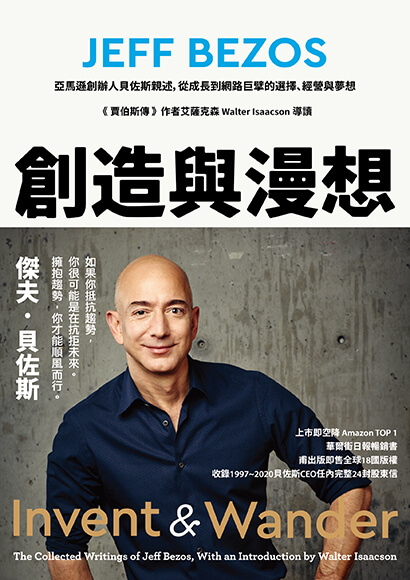 JEFF BEZOS
亞馬遜創辦人貝佐斯親述，從成長到網路巨擘的選擇、經營與夢想
《賈伯斯傳》作者艾薩克森 Walter Isaacson 導讀
創造與漫想
如果你抵抗趨勢，
你很可能是在抗拒未來。
擁抱趨勢，你才能順風而行。
傑夫・貝佐斯
上市即空降 Amazon TOP 1
華爾街日報暢銷書
甫出版即售全球18國版權
收錄1997~2020貝佐斯CEO任內完整24封股東信
Invent & Wander
The Collected Writings of Jeff Bezos, With an Introduction by Walter Isaacson